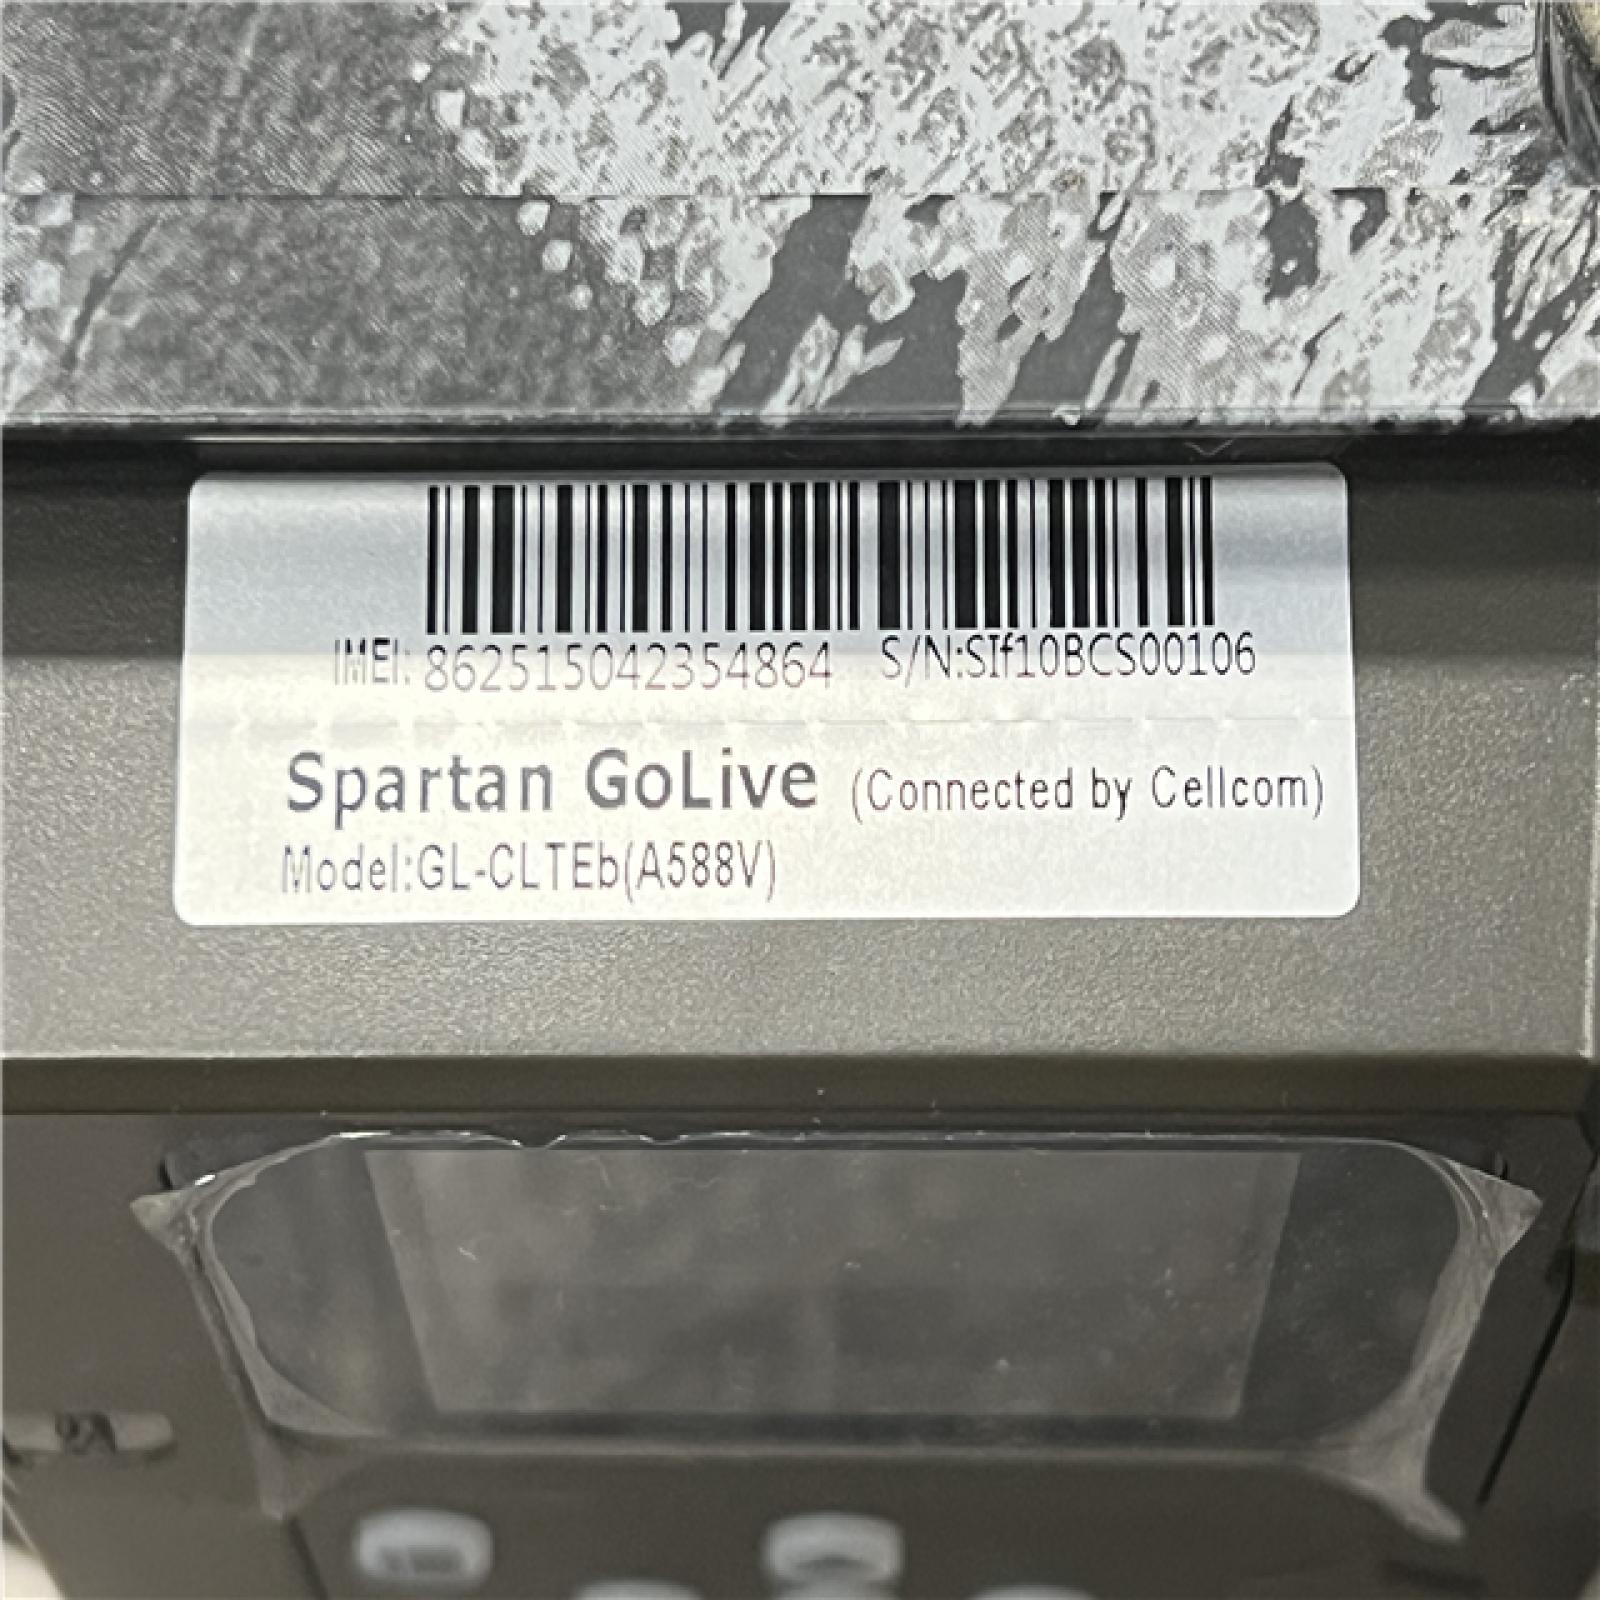 IMEI: 862515042354864 S/N:SIf10BCS00106
Spartan GoLive (Connected by Cellcom)
Model:GL-CLTEb(A588V)